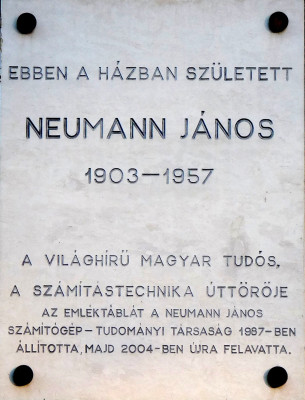 EBBEN A HÁZBAN SZÜLETETT
NEUMANN JÁNOS
1903–1957
A VILÁGHÍRŰ MAGYAR TUDÓS,
A SZÁMÍTÁSTECHNIKA ÚTTÖRŐJE
AZ EMLÉKTÁBLÁT A NEUMANN JÁNOS
SZÁMÍTÓGÉP–TUDOMÁNYI TÁRSASÁG 1987-BEN
ÁLLÍTOTTA, MAJD 2004-BEN ÚJRA FELAVATTA.